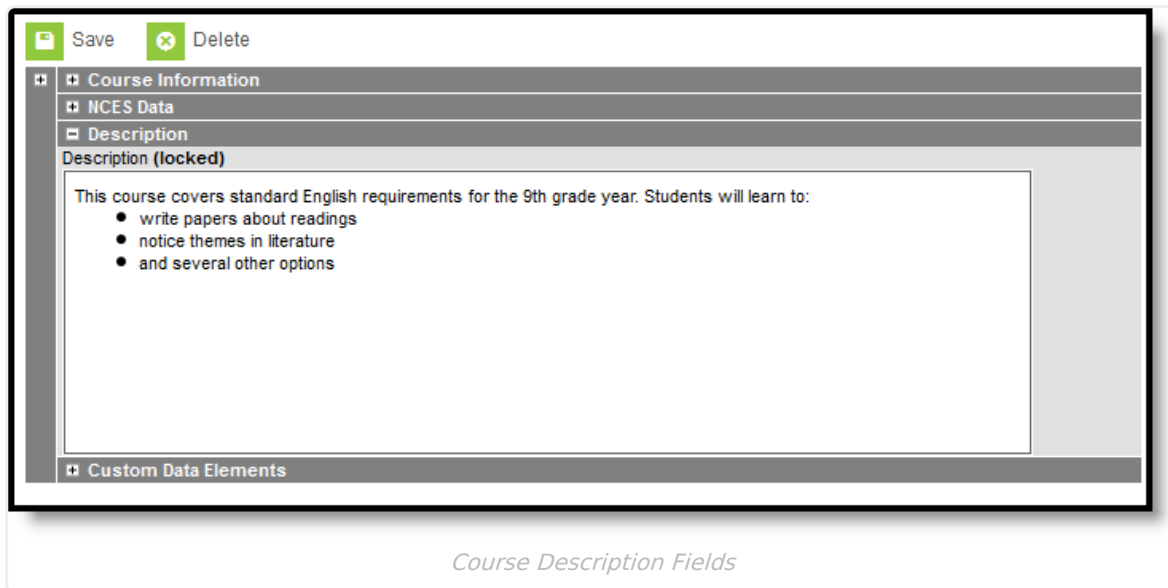 Save Delete
Course Information
NCES Data
Description
Description (locked)
This course covers standard English requirements for the 9th grade year. Students will learn to:
write papers about readings
notice themes in literature
and several other options
Custom Data Elements
Course Description Fields